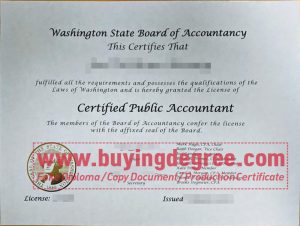 Washington State Board of Accountancy
This Certifies That
fulfilled all the requirements and possesses the qualifications of the
Laws of Washington and is hereby granted the License of
Certified Public Accountant
The members of the Board of Accountancy confer the license
with the affixed seal of the Board.
www.buyingdegree.com
Diploma/Copy Document/Production Certificate
Secretary
License:
Issued